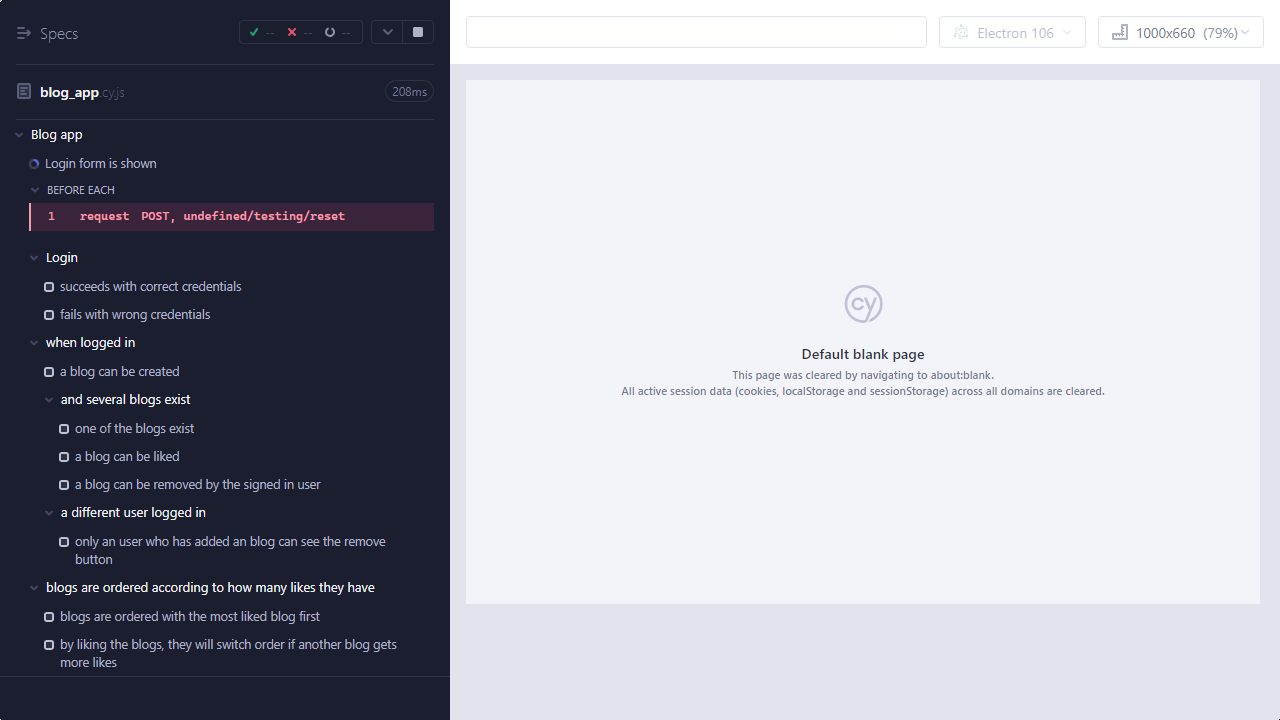 Specs
-- -- --
blog_app.cy.js
208ms
Blog app
Login form is shown
BEFORE EACH
1 request POST, undefined/testing/reset
Login
succeeds with correct credentials
fails with wrong credentials
when logged in
a blog can be created
and several blogs exist
one of the blogs exist
a blog can be liked
a blog can be removed by the signed in user
a different user logged in
only an user who has added an blog can see the remove
button
blogs are ordered according to how many likes they have
blogs are ordered with the most liked blog first
by liking the blogs, they will switch order if another blog gets
more likes
Electron 106
1000x660 (79%)
cy
Default blank page
This page was cleared by navigating to about:blank.
All active session data (cookies, localStorage and sessionStorage) across all domains are cleared.